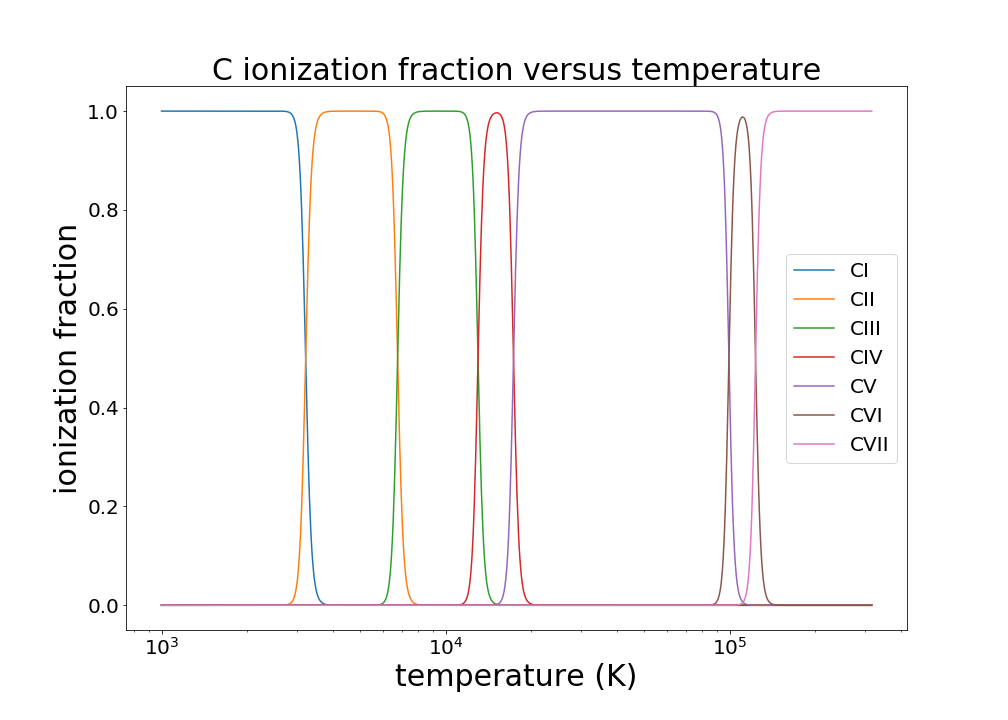 C ionization fraction versus temperature
ionization fraction
1.0
0.8
0.6
0.4
0.2
0.0
CI
CII
CIII
CIV
CV
CVI
CVII
10³ 10⁴ 10⁵
temperature (K)